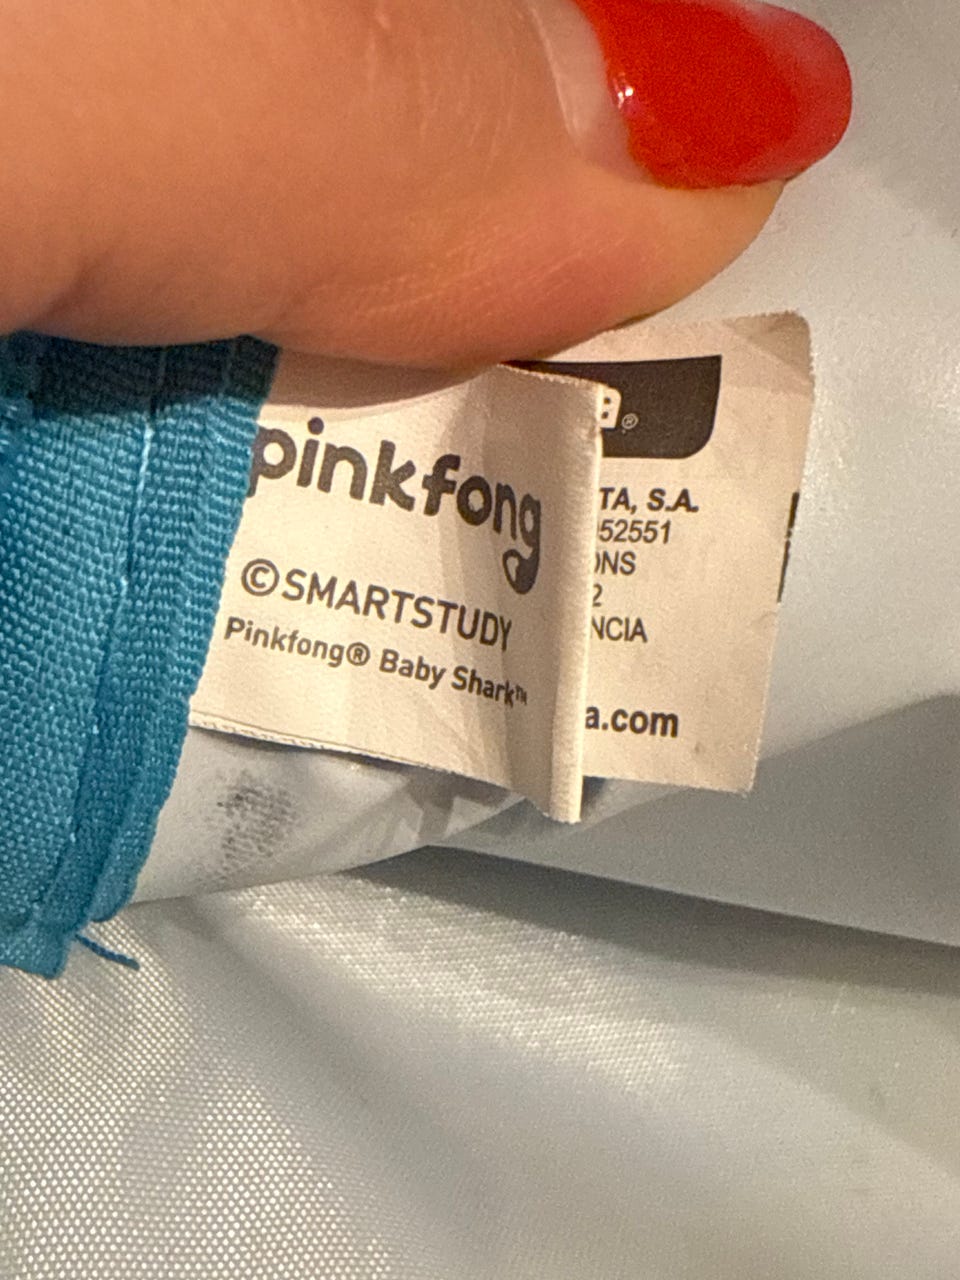 pinkfong
©SMARTSTUDY
Pinkfong® Baby Shark™
®
TA, S.A.
52551
ONS
2
NCIA
a.com